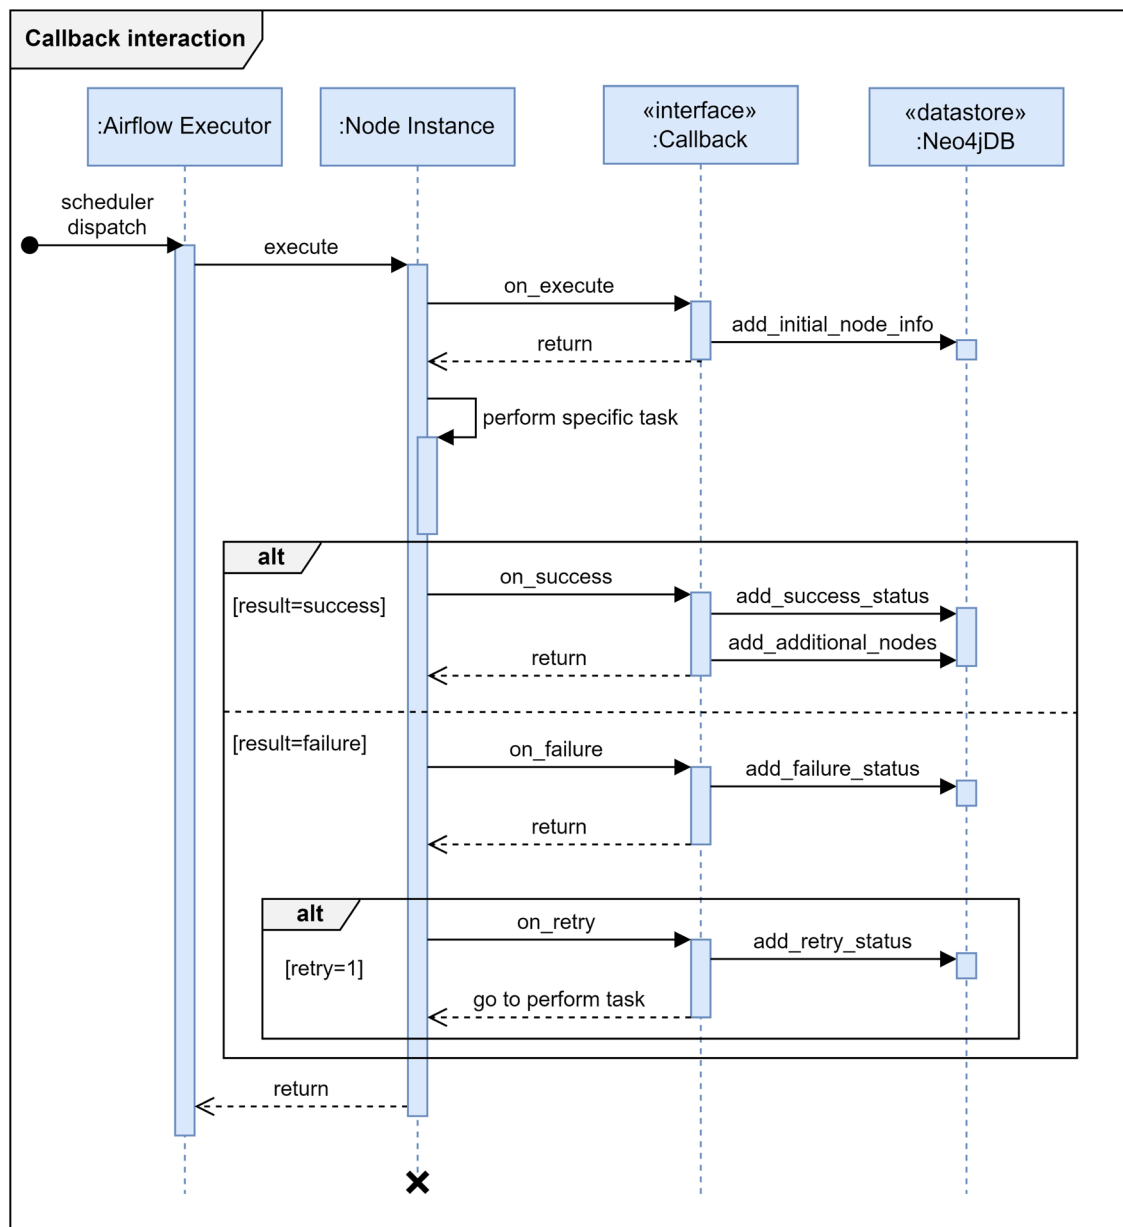 Callback interaction
:Airflow Executor
:Node Instance
«interface»
:Callback
«datastore»
:Neo4jDB
scheduler
dispatch
execute
on_execute
add_initial_node_info
return
perform specific task
alt
[result=success]
on_success
add_success_status
add_additional_nodes
return
[result=failure]
on_failure
add_failure_status
return
alt
[retry=1]
on_retry
add_retry_status
go to perform task
return